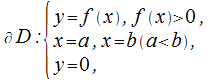 ∂D: { y = f(x), f(x) > 0,
x = a, x = b(a < b),
y = 0,